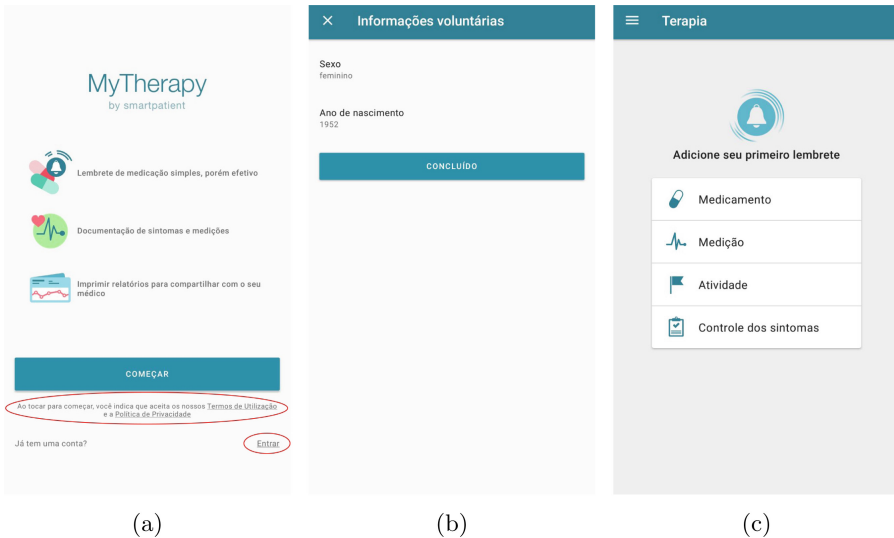 MyTherapy
by smartpatient
Lembrete de medicação simples, porém efetivo
Documentação de sintomas e medições
Imprimir relatórios para compartilhar com o seu
médico
COMEÇAR
Ao tocar para começar, você indica que aceita os nossos Termos de Utilização
e a Política de Privacidade
Já tem uma conta?
Entrar
(a)
Informações voluntárias
Sexo
feminino
Ano de nascimento
1952
CONCLUÍDO
(b)
Terapia
Adicione seu primeiro lembrete
Medicamento
Medição
Atividade
Controle dos sintomas
(c)